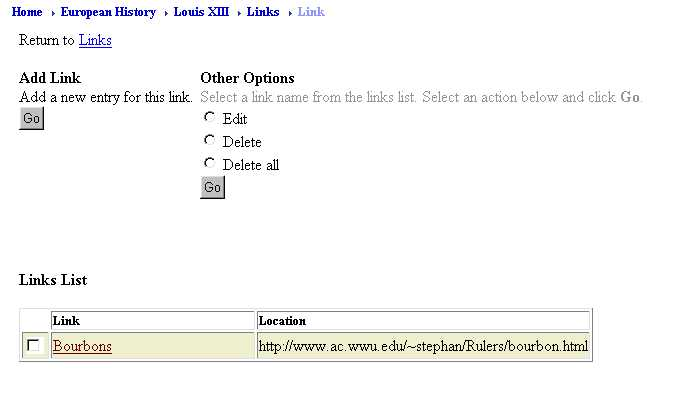 Home › European History › Louis XIII › Links › Link
Return to Links
Add Link
Add a new entry for this link.
Go
Other Options
Select a link name from the links list. Select an action below and click Go.
Edit
Delete
Delete all
Go
Links List
Link Location
Bourbons http://www.ac.wwu.edu/~stephan/Rulers/bourbon.html